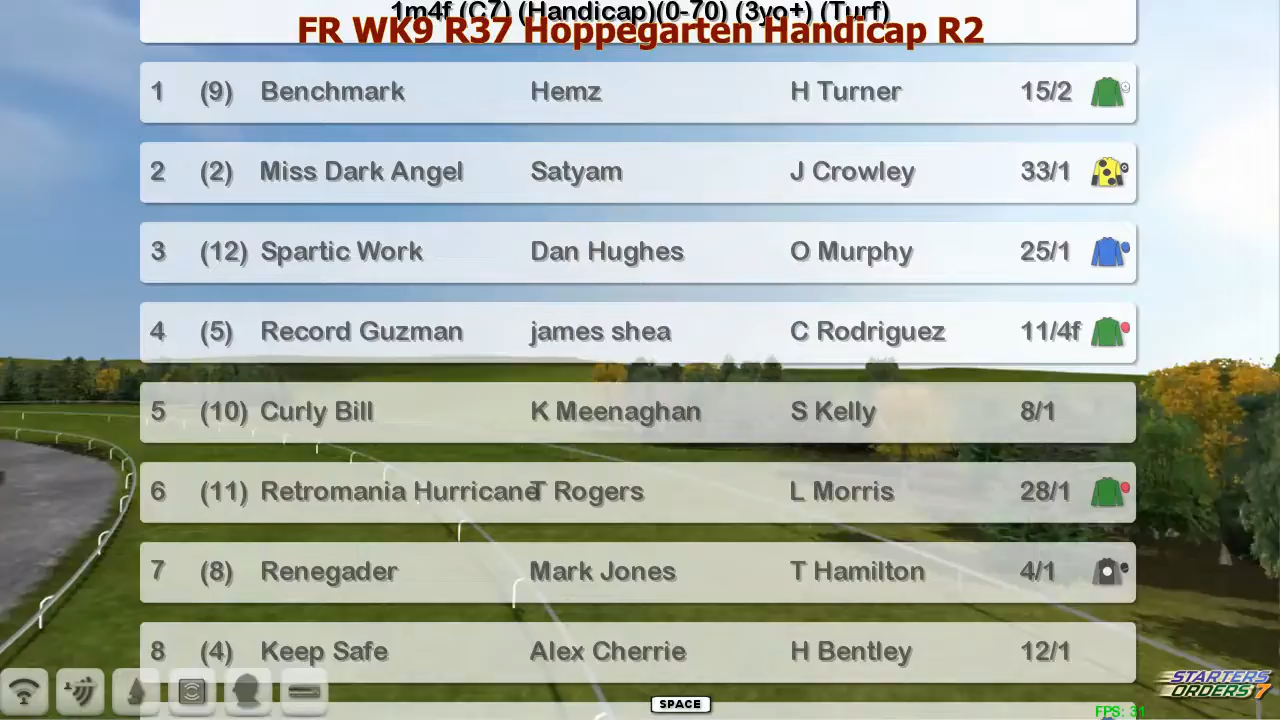 1m4f (C7) (Handicap)(0-70) (3yo+) (Turf)
FR WK9 R37 Hoppegarten Handicap R2
1 (9) Benchmark Hemz H Turner 15/2
2 (2) Miss Dark Angel Satyam J Crowley 33/1
3 (12) Spartic Work Dan Hughes O Murphy 25/1
4 (5) Record Guzman james shea C Rodriguez 11/4f
5 (10) Curly Bill K Meenaghan S Kelly 8/1
6 (11) Retromania Hurricane T Rogers L Morris 28/1
7 (8) Renegader Mark Jones T Hamilton 4/1
8 (4) Keep Safe Alex Cherrie H Bentley 12/1
SPACE
STARTERS
ORDERS 7
FPS: 31